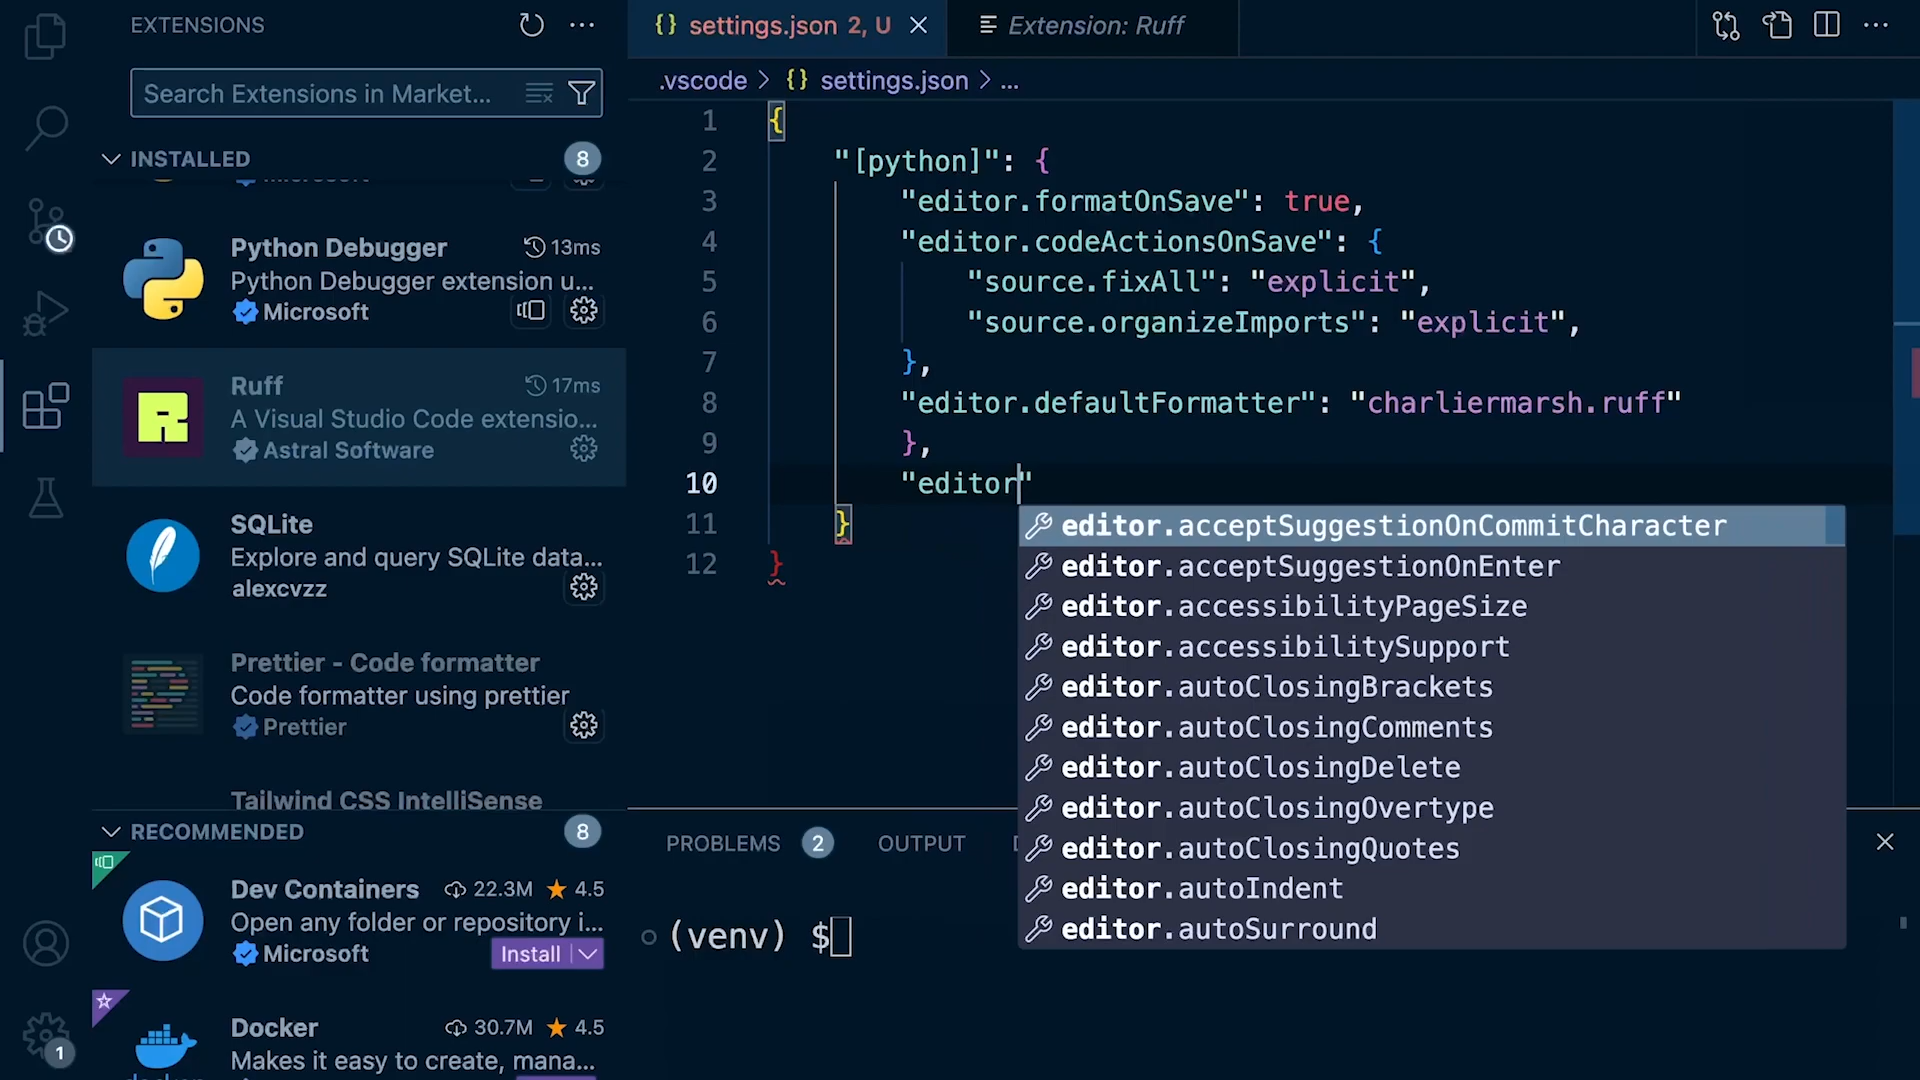 EXTENSIONS
Search Extensions in Market...
INSTALLED 8
Python Debugger 13ms
Python Debugger extension u...
Microsoft
Ruff 17ms
A Visual Studio Code extensio...
Astral Software
SQLite
Explore and query SQLite data...
alexcvzz
Prettier - Code formatter
Code formatter using prettier
Prettier
Tailwind CSS IntelliSense
RECOMMENDED 8
Dev Containers 22.3M 4.5
Open any folder or repository i...
Microsoft Install
Docker 30.7M 4.5
Makes it easy to create, mana...
1
{} settings.json 2, U
Extension: Ruff
.vscode > {} settings.json > ...
1 {
2 "[python]": {
3 "editor.formatOnSave": true,
4 "editor.codeActionsOnSave": {
5 "source.fixAll": "explicit",
6 "source.organizeImports": "explicit",
7 },
8 "editor.defaultFormatter": "charliermarsh.ruff"
9 },
10 "editor"
11 }
12 }
editor.acceptSuggestionOnCommitCharacter
editor.acceptSuggestionOnEnter
editor.accessibilityPageSize
editor.accessibilitySupport
editor.autoClosingBrackets
editor.autoClosingComments
editor.autoClosingDelete
editor.autoClosingOvertype
editor.autoClosingQuotes
editor.autoIndent
editor.autoSurround
PROBLEMS 2 OUTPUT
(venv) $